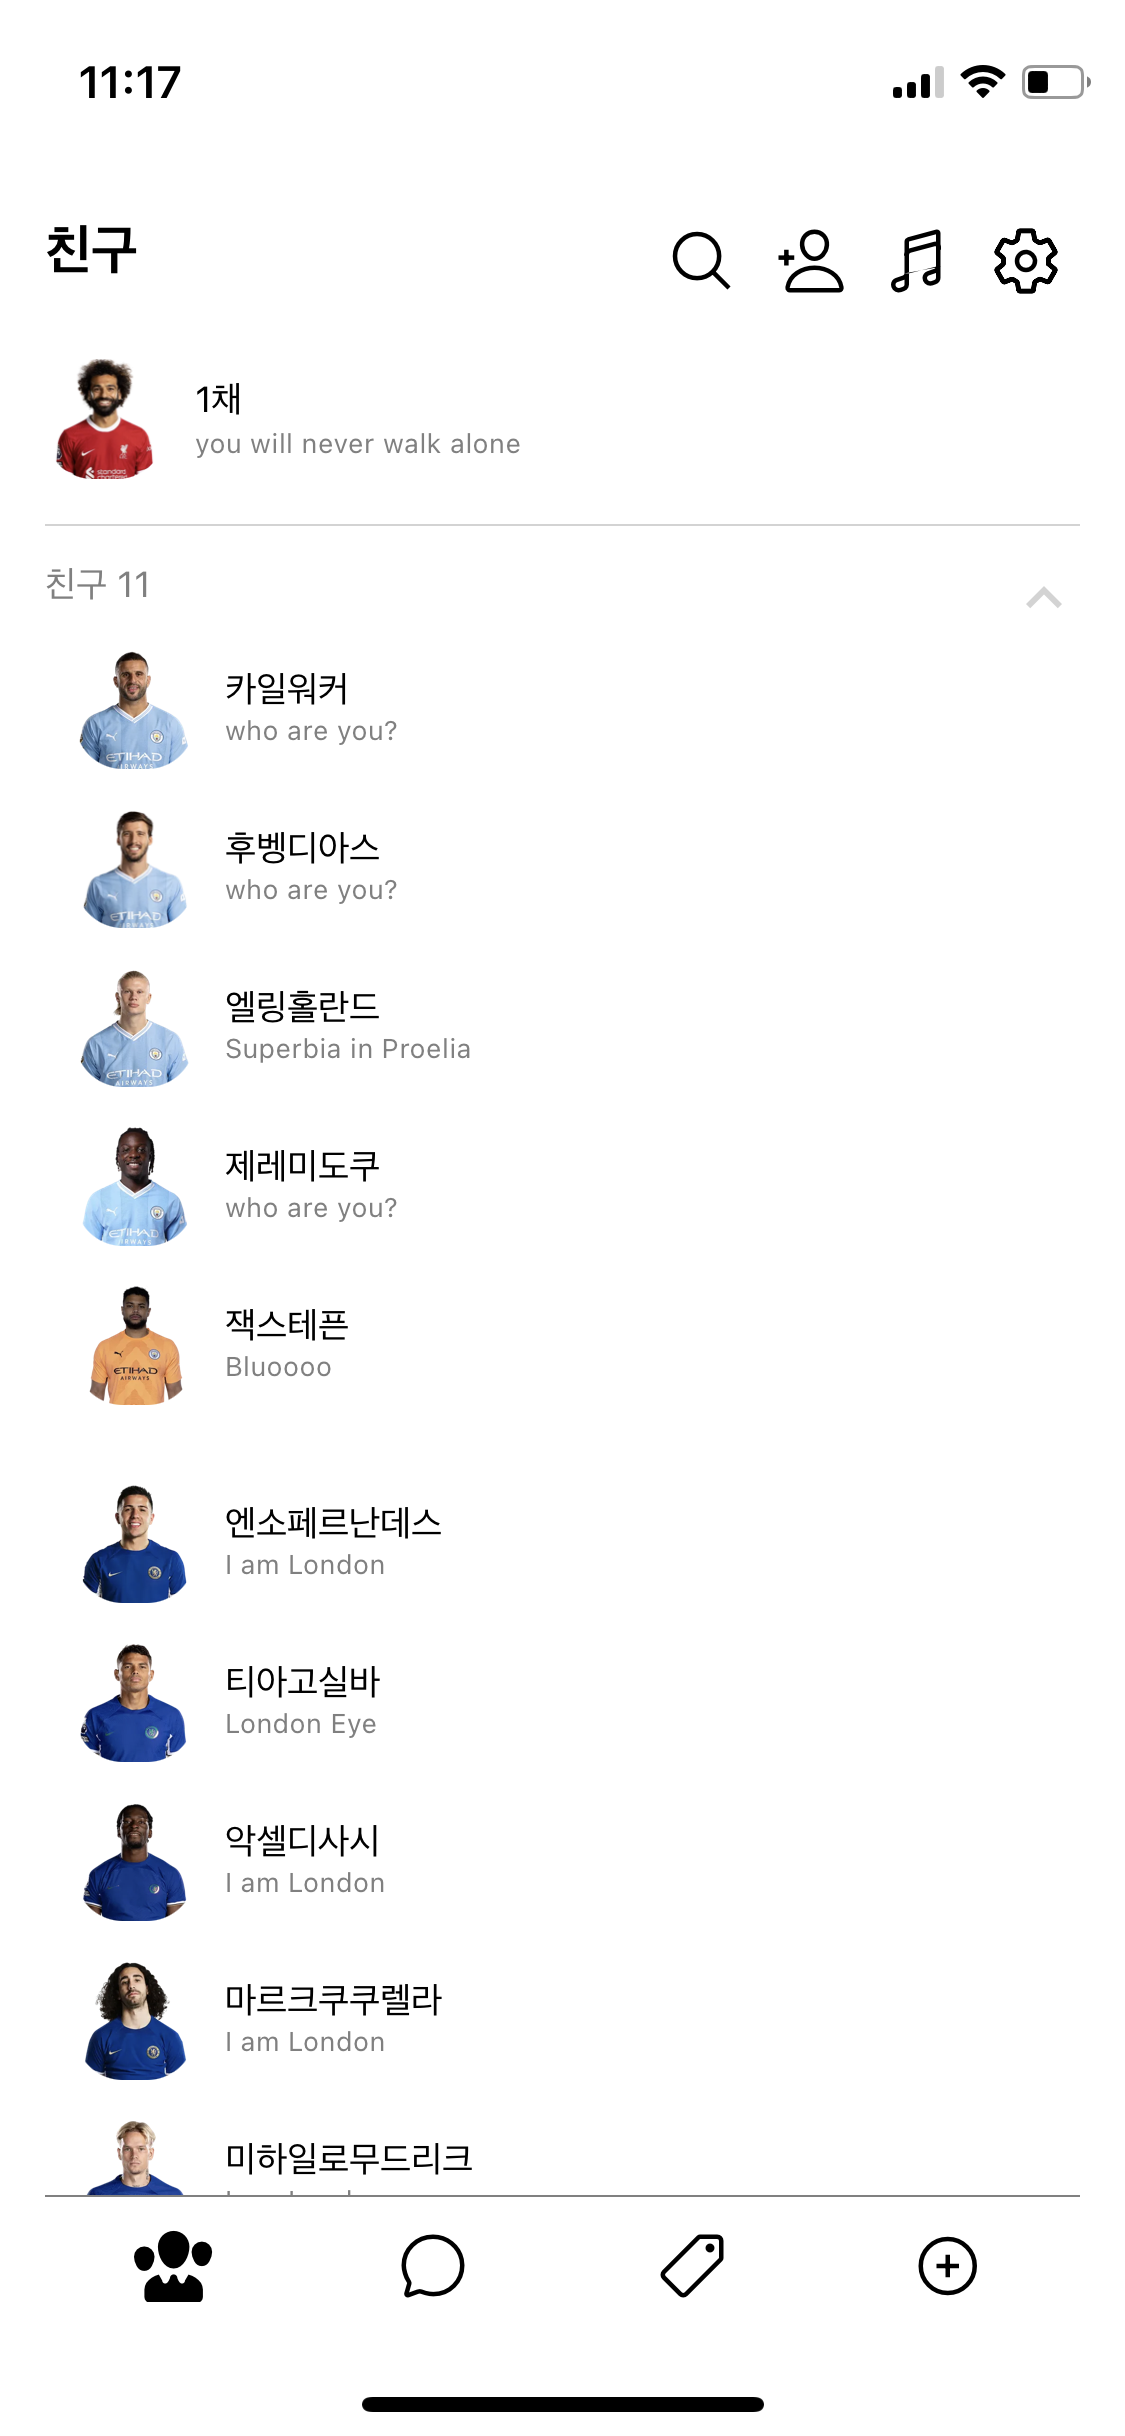 11:17
친구
1채
you will never walk alone
친구 11
카일워커
who are you?
후벵디아스
who are you?
엘링홀란드
Superbia in Proelia
제레미도쿠
who are you?
잭스테픈
Bluoooo
엔소페르난데스
I am London
티아고실바
London Eye
악셀디사시
I am London
마르크쿠쿠렐라
I am London
미하일로무드리크